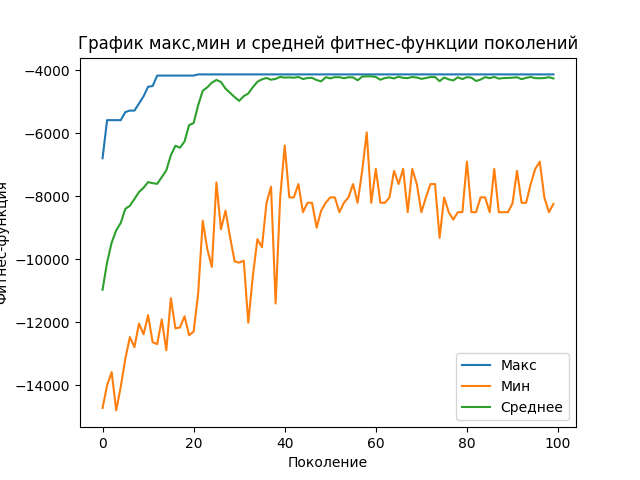 График макс,мин и средней фитнес-функции поколений
Фитнес-функция
−4000
−6000
−8000
−10000
−12000
−14000
0 20 40 60 80 100
Поколение
Макс
Мин
Среднее